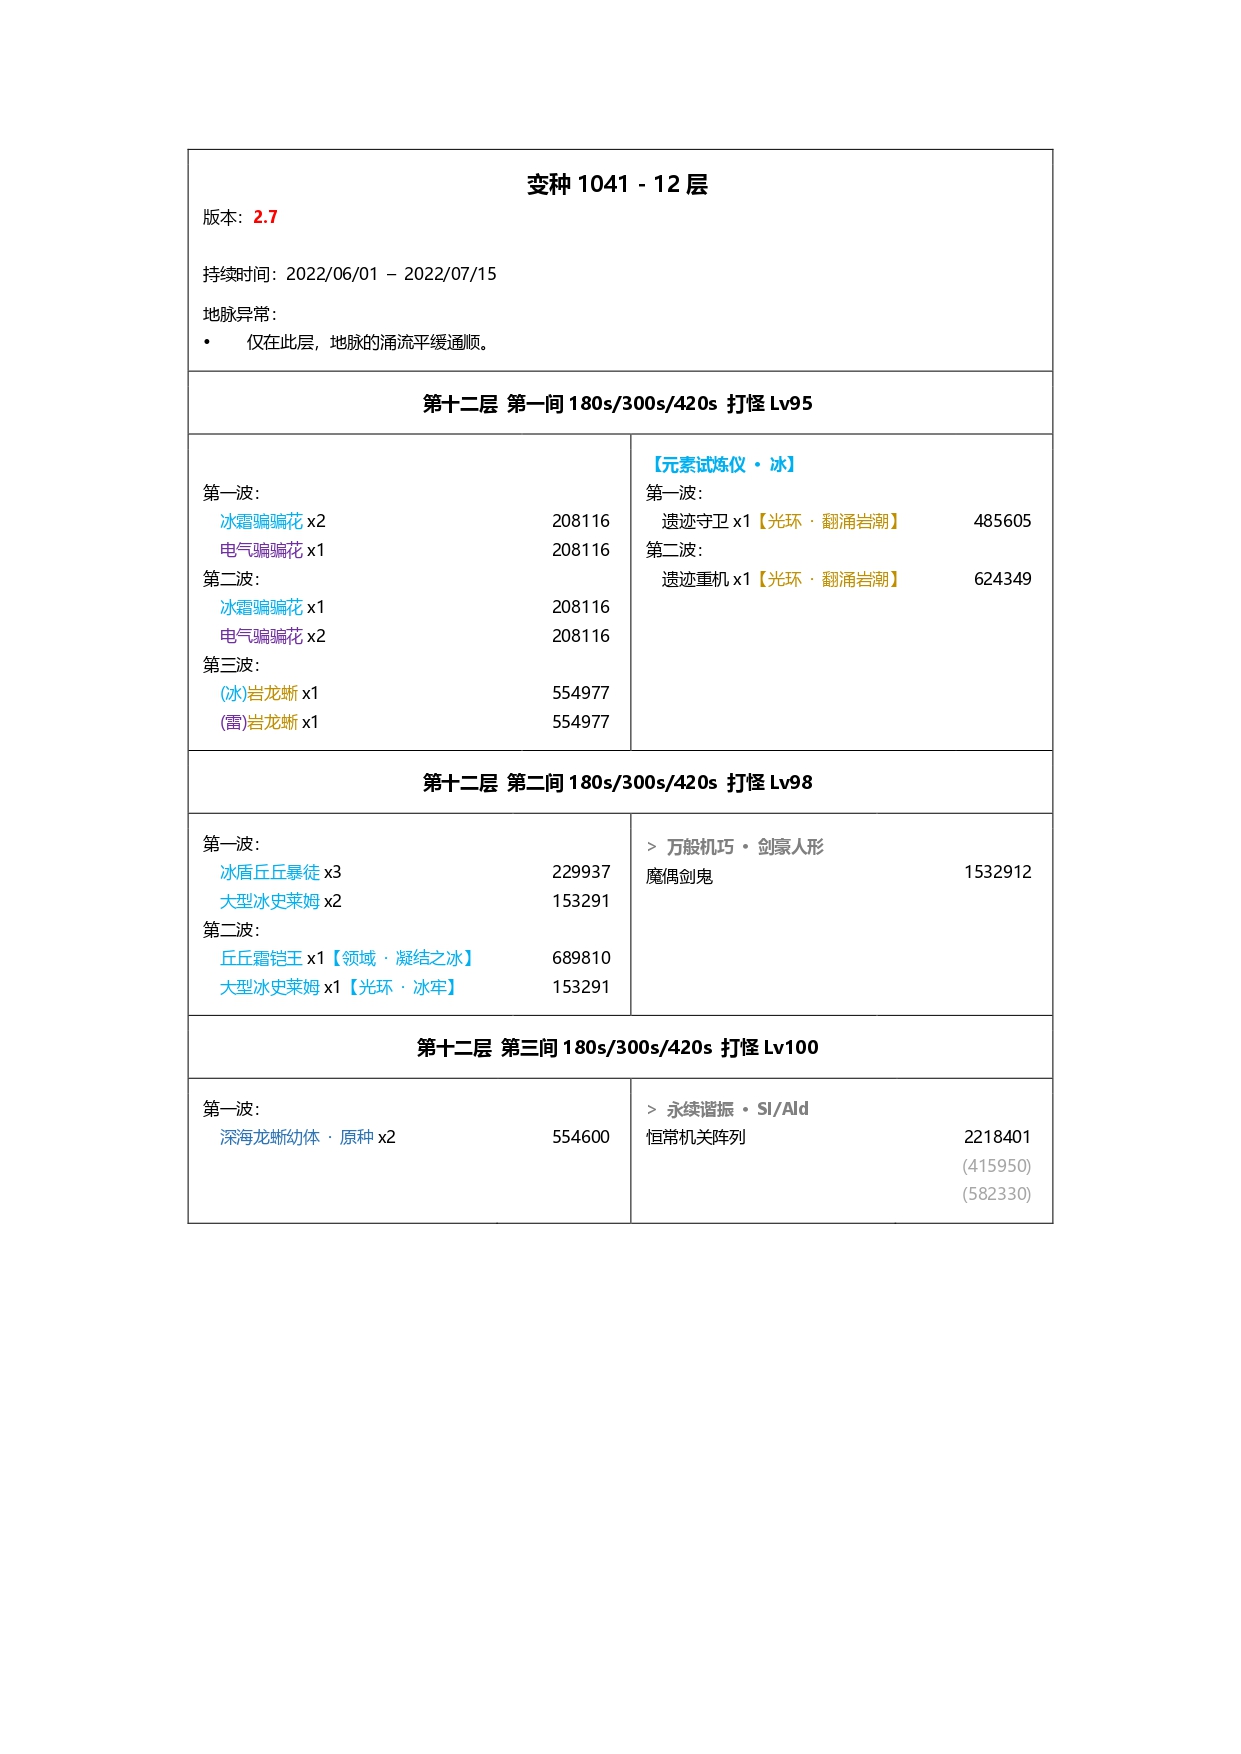 变种 1041 - 12 层
版本：2.7
持续时间：2022/06/01 – 2022/07/15
地脉异常：
• 仅在此层，地脉的涌流平缓通顺。
第十二层 第一间 180s/300s/420s 打怪 Lv95
第一波：
冰霜骗骗花 x2 208116
电气骗骗花 x1 208116
第二波：
冰霜骗骗花 x1 208116
电气骗骗花 x2 208116
第三波：
(冰)岩龙蜥 x1 554977
(雷)岩龙蜥 x1 554977
【元素试炼仪 · 冰】
第一波：
遗迹守卫 x1【光环 · 翻涌岩潮】 485605
第二波：
遗迹重机 x1【光环 · 翻涌岩潮】 624349
第十二层 第二间 180s/300s/420s 打怪 Lv98
第一波：
冰盾丘丘暴徒 x3 229937
大型冰史莱姆 x2 153291
第二波：
丘丘霜铠王 x1【领域 · 凝结之冰】 689810
大型冰史莱姆 x1【光环 · 冰牢】 153291
> 万般机巧 · 剑豪人形
魔偶剑鬼 1532912
第十二层 第三间 180s/300s/420s 打怪 Lv100
第一波：
深海龙蜥幼体 · 原种 x2 554600
> 永续谐振 · SI/Ald
恒常机关阵列 2218401
(415950)
(582330)